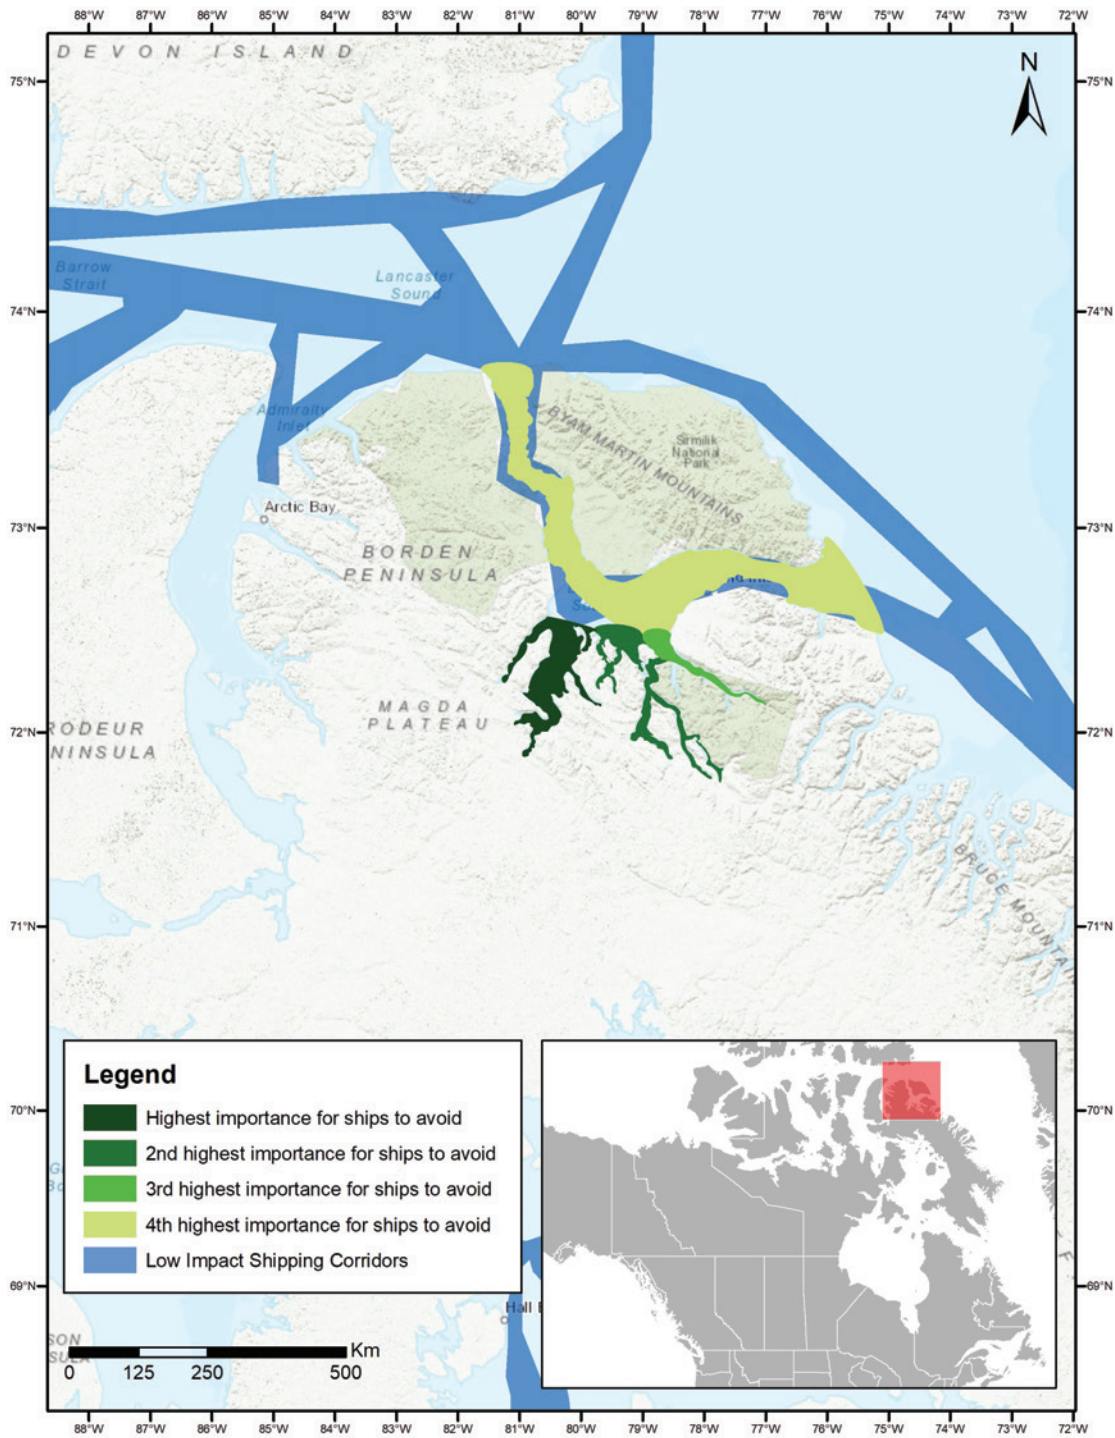 88°W 87°W 86°W 85°W 84°W 83°W 82°W 81°W 80°W 79°W 78°W 77°W 76°W 75°W 74°W 73°W 72°W
DEVON ISLAND
N
75°N 75°N
Barrow
Strait
Lancaster
Sound
74°N 74°N
Admiralty
Inlet
BYAM MARTIN MOUNTAINS
Sirmilik
National
Park
Arctic Bay
73°N 73°N
BORDEN
PENINSULA
MAGDA
PLATEAU
RODEUR
NINSULA
72°N 72°N
BRUCE MOUNTA
71°N 71°N
Legend
Highest importance for ships to avoid
2nd highest importance for ships to avoid
3rd highest importance for ships to avoid
4th highest importance for ships to avoid
Low Impact Shipping Corridors
70°N 70°N
69°N 69°N
Hall
SON
SULA
Km
0 125 250 500
88°W 87°W 86°W 85°W 84°W 83°W 82°W 81°W 80°W 79°W 78°W 77°W 76°W 75°W 74°W 73°W 72°W